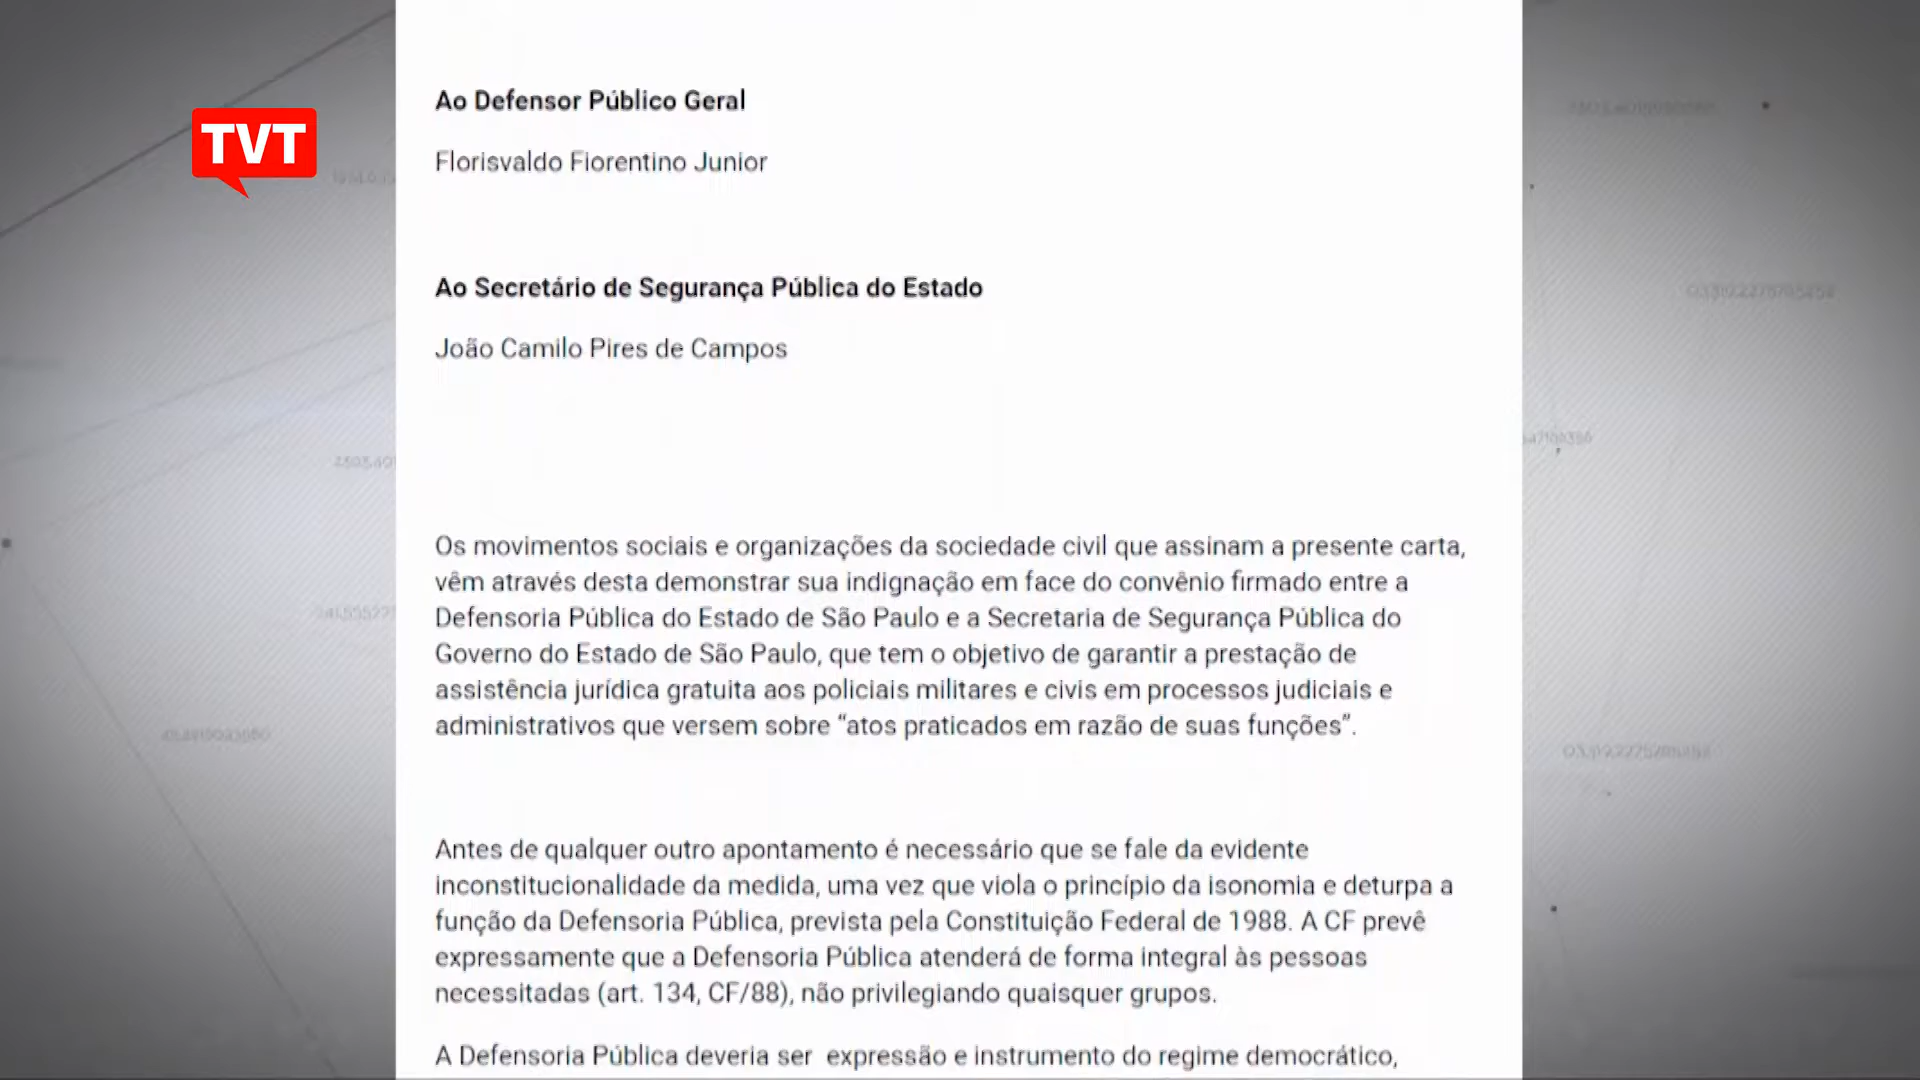 TVT
Ao Defensor Público Geral
Florisvaldo Fiorentino Junior
Ao Secretário de Segurança Pública do Estado
João Camilo Pires de Campos
Os movimentos sociais e organizações da sociedade civil que assinam a presente carta,
vêm através desta demonstrar sua indignação em face do convênio firmado entre a
Defensoria Pública do Estado de São Paulo e a Secretaria de Segurança Pública do
Governo do Estado de São Paulo, que tem o objetivo de garantir a prestação de
assistência jurídica gratuita aos policiais militares e civis em processos judiciais e
administrativos que versem sobre “atos praticados em razão de suas funções”.
Antes de qualquer outro apontamento é necessário que se fale da evidente
inconstitucionalidade da medida, uma vez que viola o princípio da isonomia e deturpa a
função da Defensoria Pública, prevista pela Constituição Federal de 1988. A CF prevê
expressamente que a Defensoria Pública atenderá de forma integral às pessoas
necessitadas (art. 134, CF/88), não privilegiando quaisquer grupos.
A Defensoria Pública deveria ser  expressão e instrumento do regime democrático,